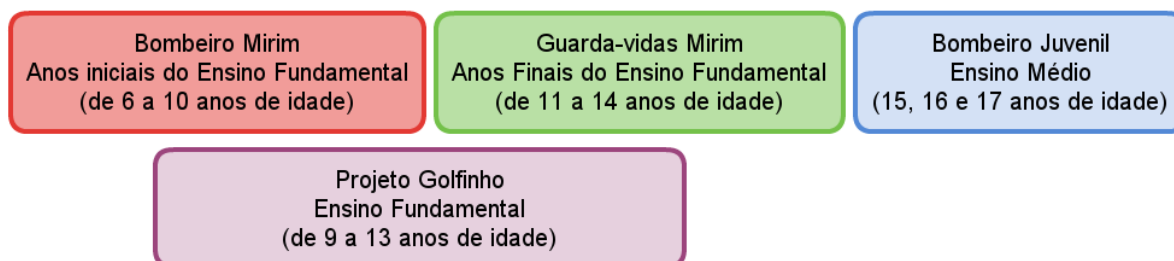 Bombeiro Mirim
Anos iniciais do Ensino Fundamental
(de 6 a 10 anos de idade)
Guarda-vidas Mirim
Anos Finais do Ensino Fundamental
(de 11 a 14 anos de idade)
Bombeiro Juvenil
Ensino Médio
(15, 16 e 17 anos de idade)
Projeto Golfinho
Ensino Fundamental
(de 9 a 13 anos de idade)